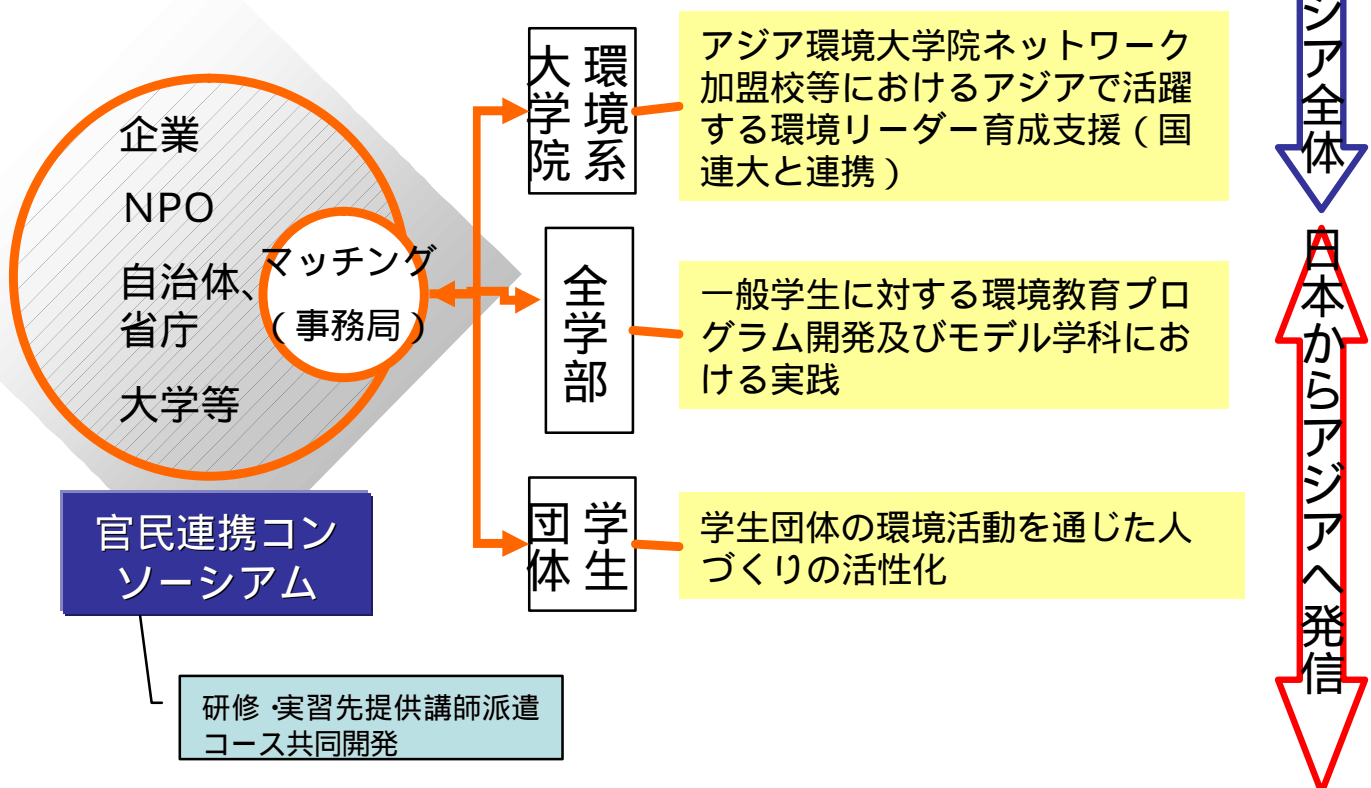 企業
NPO
自治体、
省庁
大学等
マッチング
（事務局）
官民連携コン
ソーシアム
研修・実習先提供講師派遣
コース共同開発
環境系
大学院
アジア環境大学院ネットワーク
加盟校等におけるアジアで活躍
する環境リーダー育成支援（国
連大と連携）
全学部
一般学生に対する環境教育プロ
グラム開発及びモデル学科にお
ける実践
学生
団体
学生団体の環境活動を通じた人
づくりの活性化
シア全体
日本からアジアへ発信